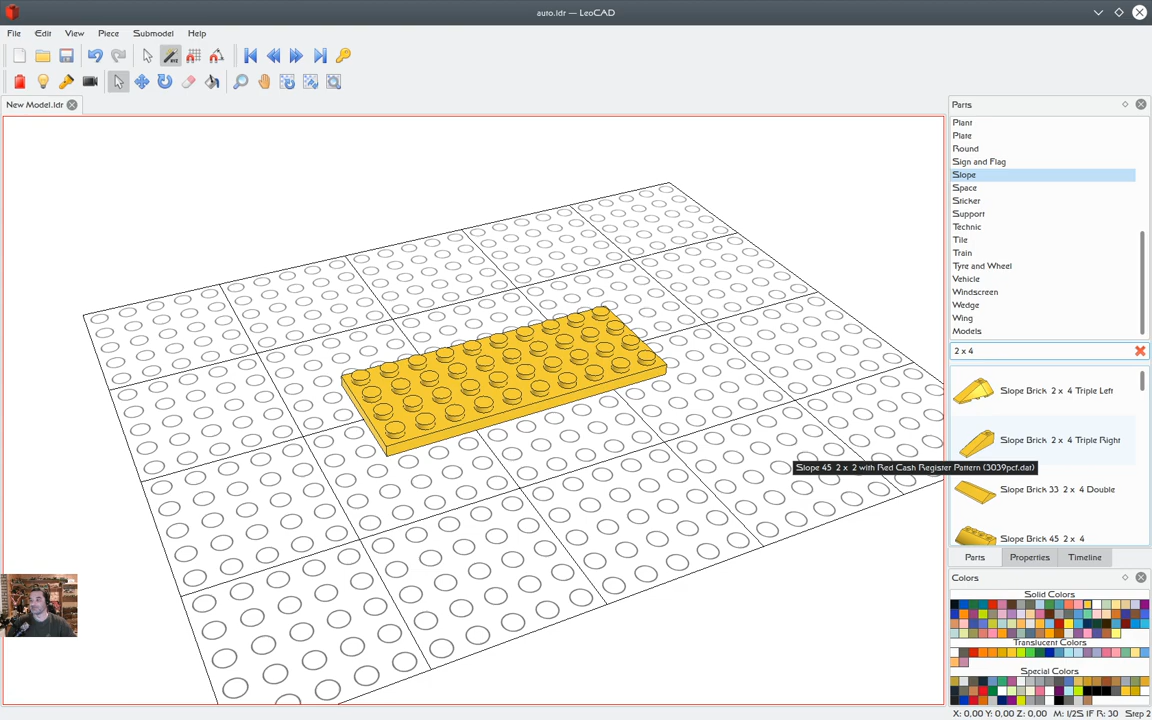 auto.ldr — LeoCAD
File Edit View Piece Submodel Help
New Model.ldr
Parts
Plant
Plate
Round
Sign and Flag
Slope
Space
Sticker
Support
Technic
Tile
Train
Tyre and Wheel
Vehicle
Windscreen
Wedge
Wing
Models
2 x 4
Slope Brick 2 x 4 Triple Left
Slope Brick 2 x 4 Triple Right
Slope 45 2 x 2 with Red Cash Register Pattern (3039pcf.dat)
Slope Brick 33 2 x 4 Double
Slope Brick 45 2 x 4
Parts Properties Timeline
Colors
Solid Colors
Translucent Colors
Special Colors
X: 0,00 Y: 0,00 Z: 0,00 M: 1/2S IF R: 30 Step 2